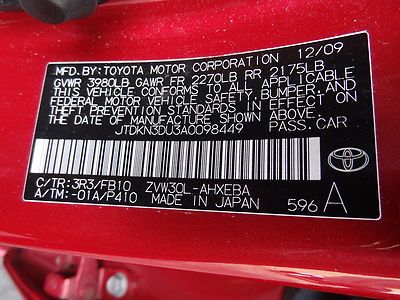 MFD.BY:TOYOTA MOTOR CORPORATION 12/09
GVWR 3980LB GAWR FR 2270LB RR 2175LB
THIS VEHICLE CONFORMS TO ALL APPLICABLE
FEDERAL MOTOR VEHICLE SAFETY, BUMPER, AND
THEFT PREVENTION STANDARDS IN EFFECT ON
THE DATE OF MANUFACTURE SHOWN ABOVE.
JTDKN3DU3A0098449 PASS.CAR
C/TR:3R3/FB10 ZVW30L-AHXEBA
A/TM:-01A/P410 MADE IN JAPAN 596 A
TOYOTA